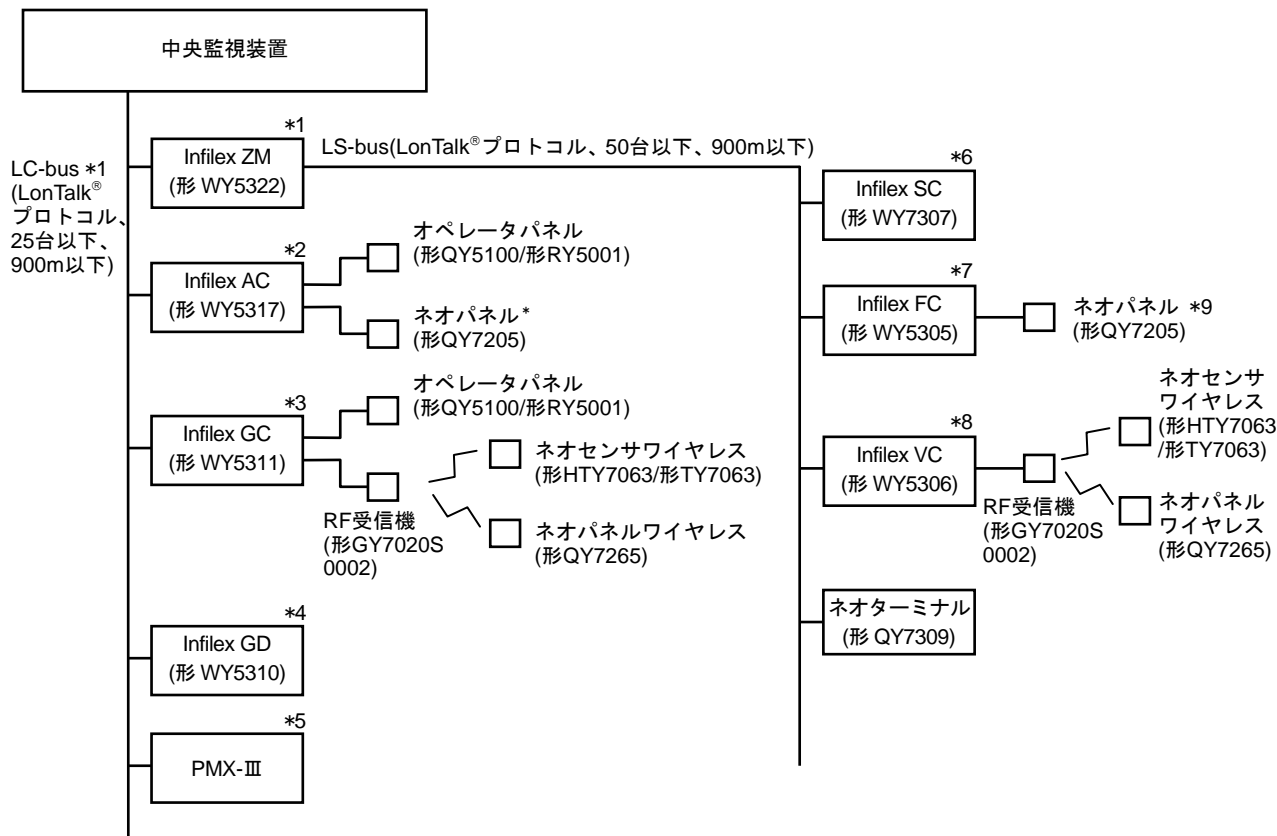 中央監視装置
LC-bus *1
(LonTalk®
プロトコル、
25台以下、
900m以下)
*1
Infilex ZM
(形 WY5322)
LS-bus(LonTalk®プロトコル、50台以下、900m以下)
*2
Infilex AC
(形 WY5317)
オペレータパネル
(形QY5100/形RY5001)
ネオパネル*
(形QY7205)
*3
Infilex GC
(形 WY5311)
オペレータパネル
(形QY5100/形RY5001)
RF受信機
(形GY7020S
0002)
ネオセンサワイヤレス
(形HTY7063/形TY7063)
ネオパネルワイヤレス
(形QY7265)
*4
Infilex GD
(形 WY5310)
*5
PMX-Ⅲ
*6
Infilex SC
(形 WY7307)
*7
Infilex FC
(形 WY5305)
ネオパネル *9
(形QY7205)
*8
Infilex VC
(形 WY5306)
RF受信機
(形GY7020S
0002)
ネオセンサ
ワイヤレス
(形HTY7063
/形TY7063)
ネオパネル
ワイヤレス
(形QY7265)
ネオターミナル
(形 QY7309)